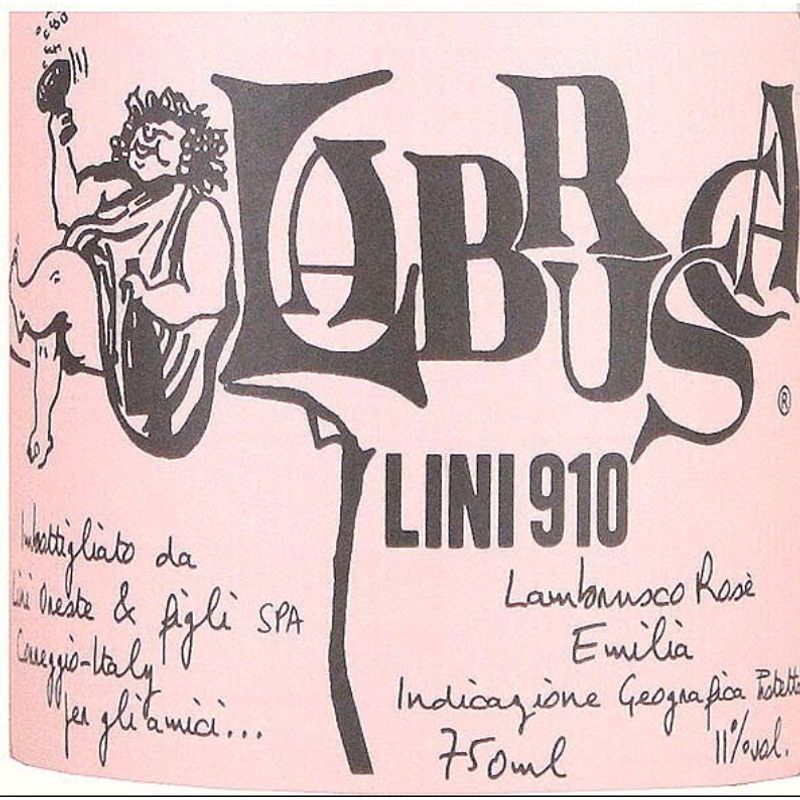 LABRUSCA
®
LINI 910
Imbottigliato da
Lini Oreste & figli SPA
Correggio-Italy
per gli amici...
Lambrusco Rosè
Emilia
Indicazione Geografica Protetta
750ml
11%vol.